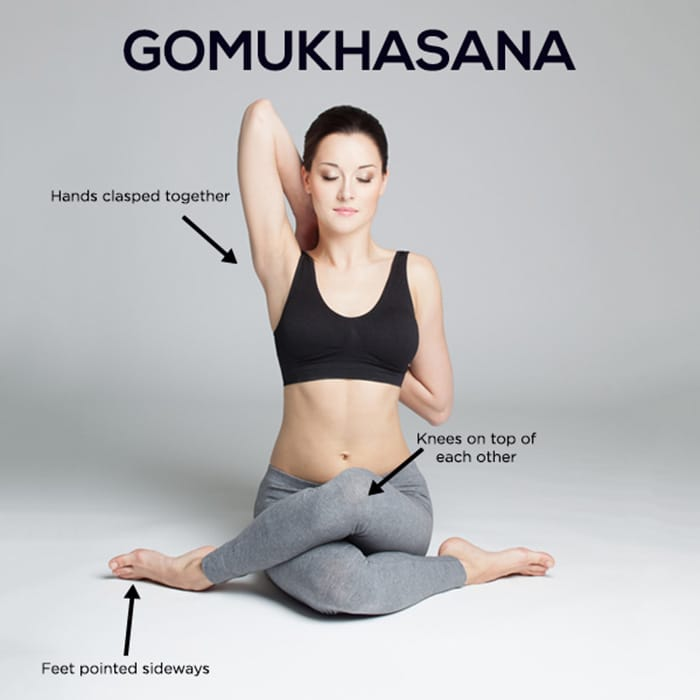 GOMUKHASANA
Hands clasped together
Knees on top of
each other
Feet pointed sideways